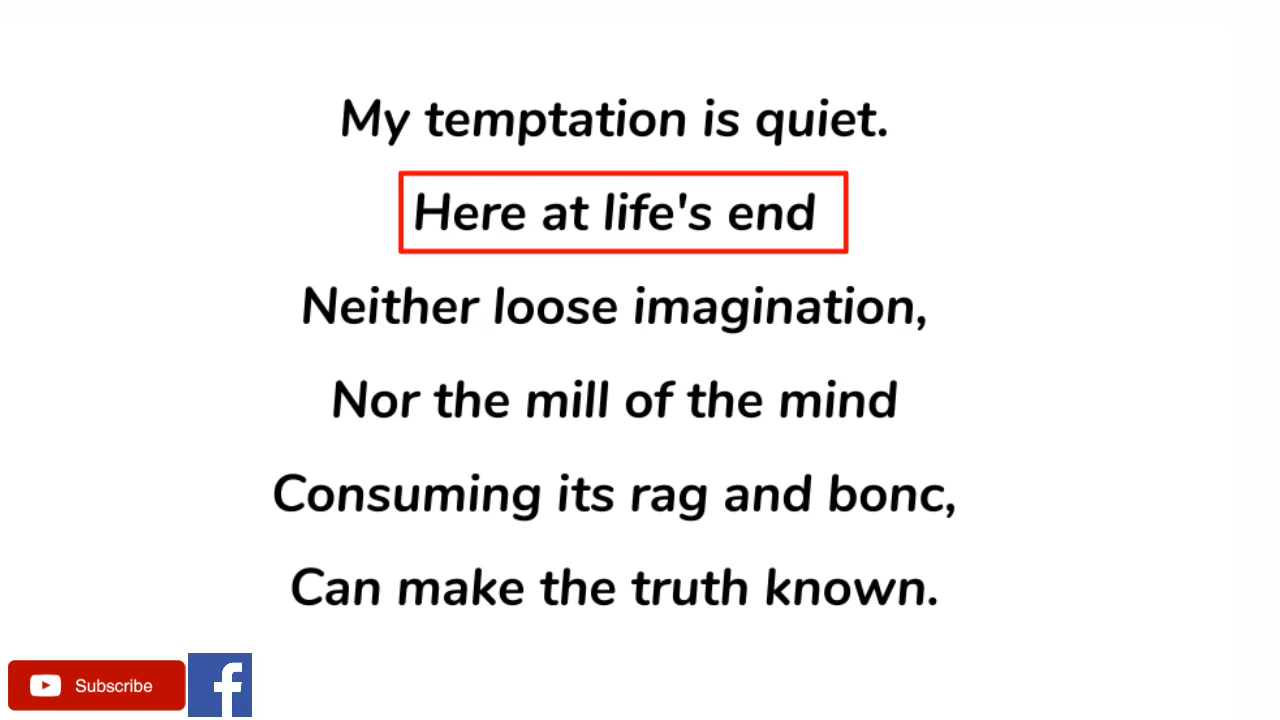 My temptation is quiet.
Here at life's end
Neither loose imagination,
Nor the mill of the mind
Consuming its rag and bonc,
Can make the truth known.
Subscribe